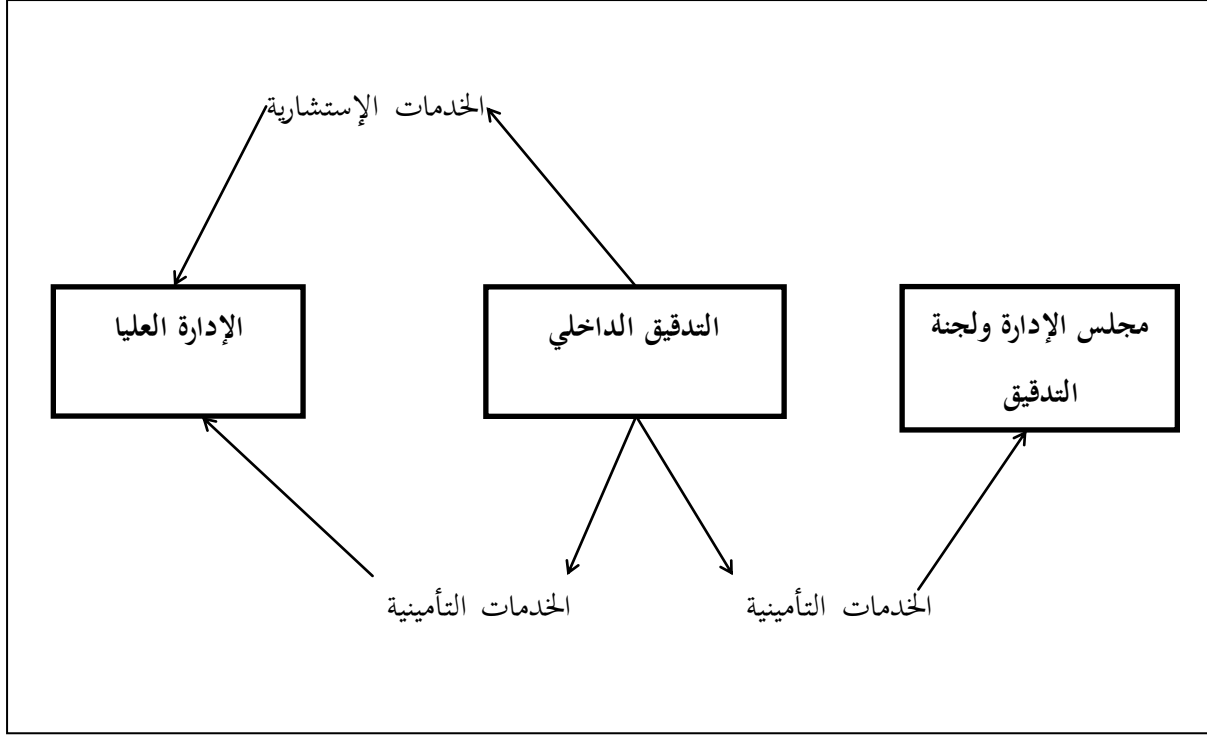 الخدمات الإستشارية
مجلس الإدارة ولجنة
التدقيق
التدقيق الداخلي
الإدارة العليا
الخدمات التأمينية
الخدمات التأمينية